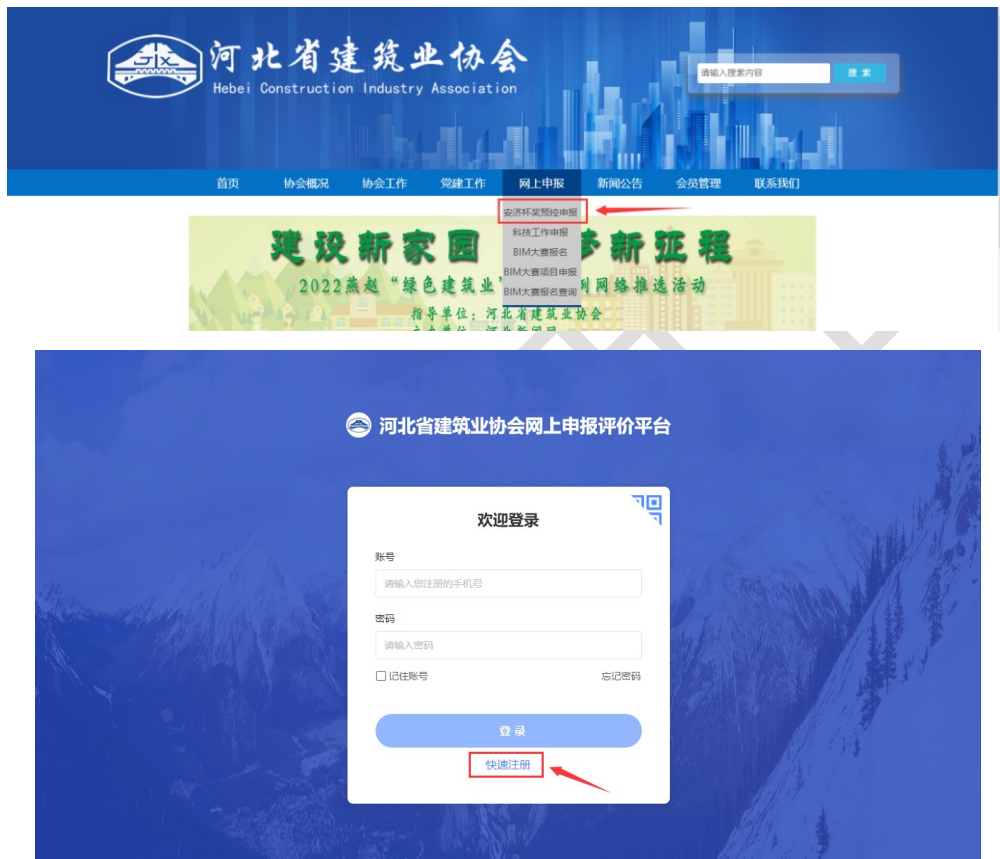 河北省建筑业协会
Hebei Construction Industry Association
请输入搜索内容
搜 索
首页 协会概况 协会工作 党建工作 网上申报 新闻公告 会员管理 联系我们
安济杯奖预控申报
科技工作申报
BIM大赛报名
BIM大赛项目申报
BIM大赛报名查询
建设新家园 梦新征程
2022燕赵“绿色建筑业” 列网络推选活动
指导单位：河北省建筑业协会
河北省建筑业协会网上申报评价平台
欢迎登录
账号
请输入您注册的手机号
密码
请输入密码
记住账号 忘记密码
登 录
快速注册